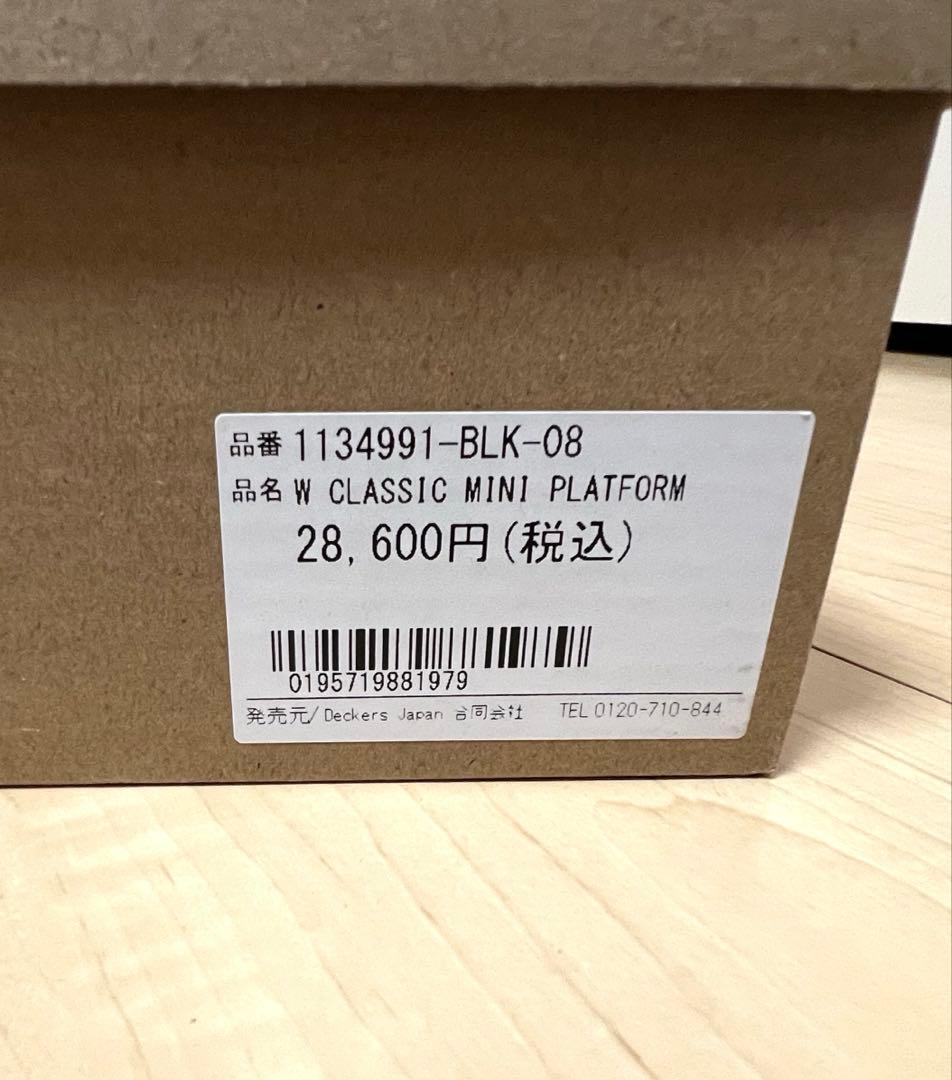 品番 1134991-BLK-08
品名 W CLASSIC MINI PLATFORM
28,600円(税込)
0195719881979
発売元/Deckers Japan 合同会社 TEL 0120-710-844